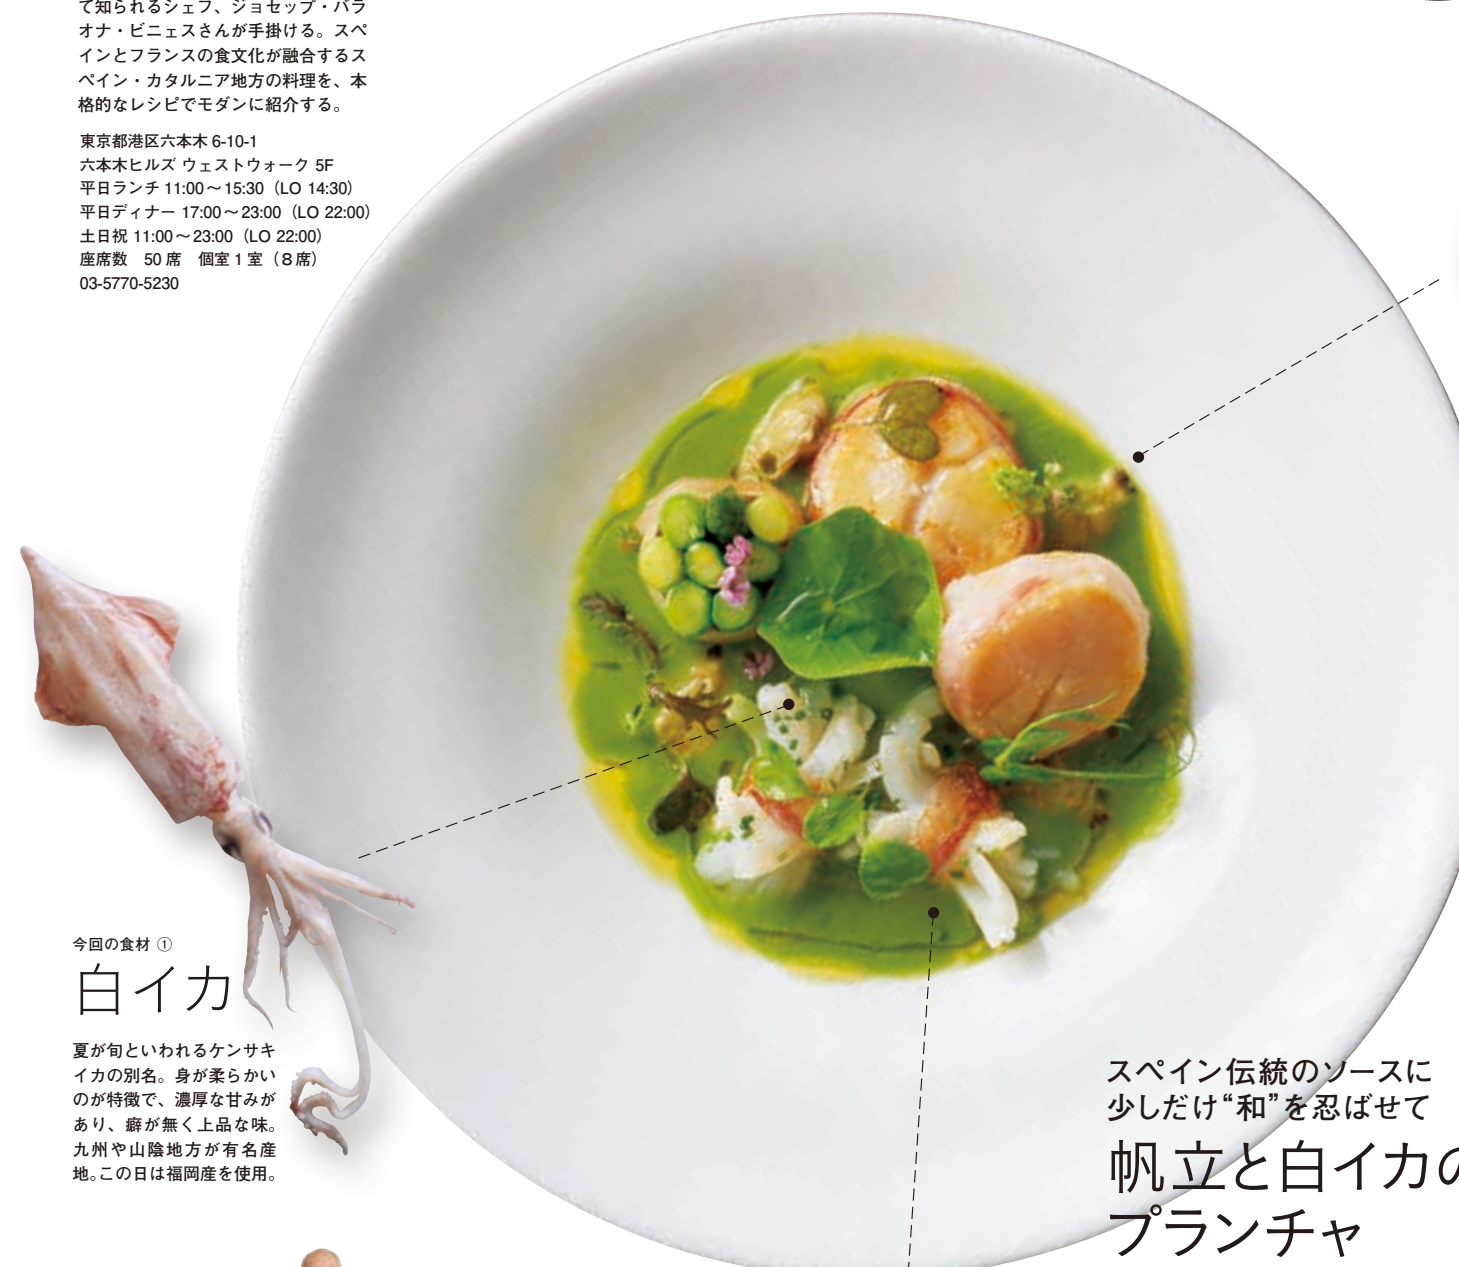 て知られるシェフ、ジョセップ・バラ
オナ・ビニェスさんが手掛ける。スペ
インとフランスの食文化が融合するス
ペイン・カタルニア地方の料理を、本
格的なレシピでモダンに紹介する。
東京都港区六本木 6-10-1
六本木ヒルズ ウェストウォーク 5F
平日ランチ 11:00～15:30（LO 14:30）
平日ディナー 17:00～23:00（LO 22:00）
土日祝 11:00～23:00（LO 22:00）
座席数　50 席　個室 1 室（８席）
03-5770-5230
今回の食材 ①
白イカ
夏が旬といわれるケンサキ
イカの別名。身が柔らかい
のが特徴で、濃厚な甘みが
あり、癖が無く上品な味。
九州や山陰地方が有名産
地。この日は福岡産を使用。
スペイン伝統のソースに
少しだけ“和”を忍ばせて
帆立と白イカの
プランチャ